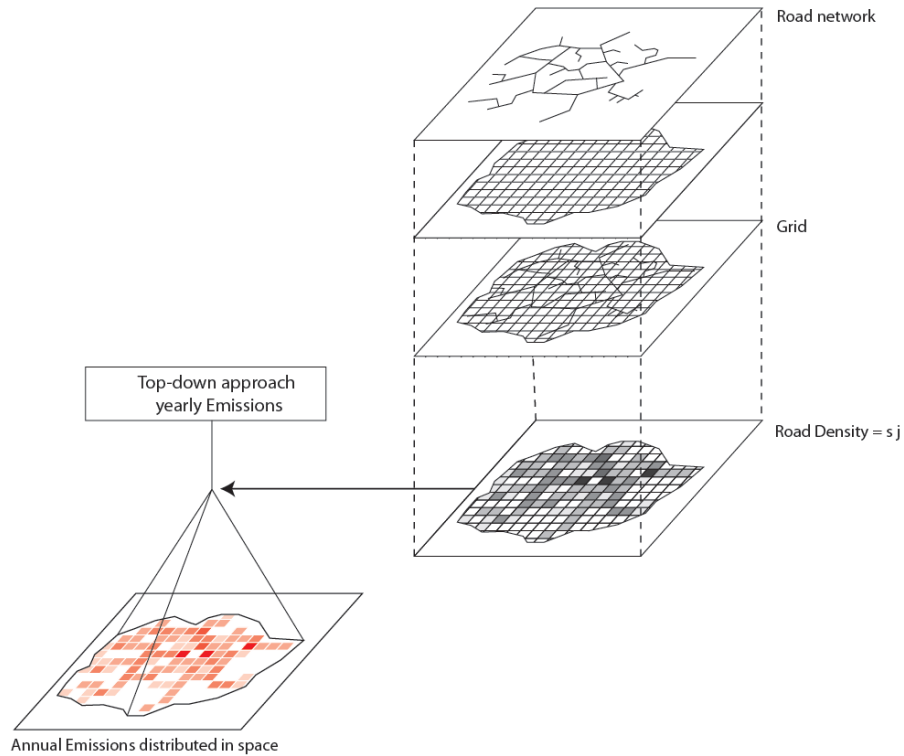 Road network
Grid
Top-down approach
yearly Emissions
Road Density = s j
Annual Emissions distributed in space